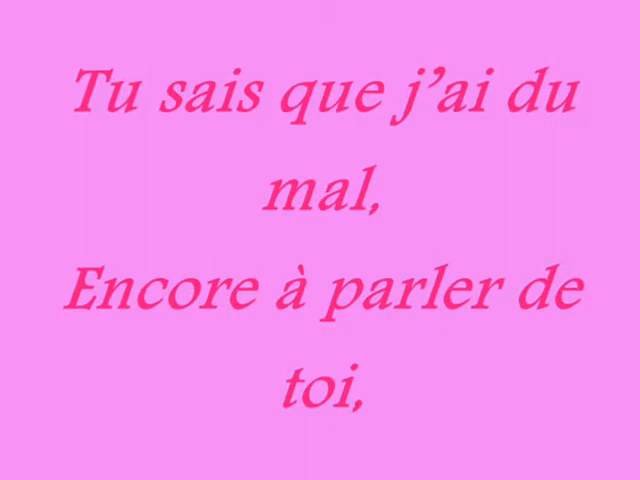 Tu sais que j’ai du
mal,
Encore à parler de
toi,